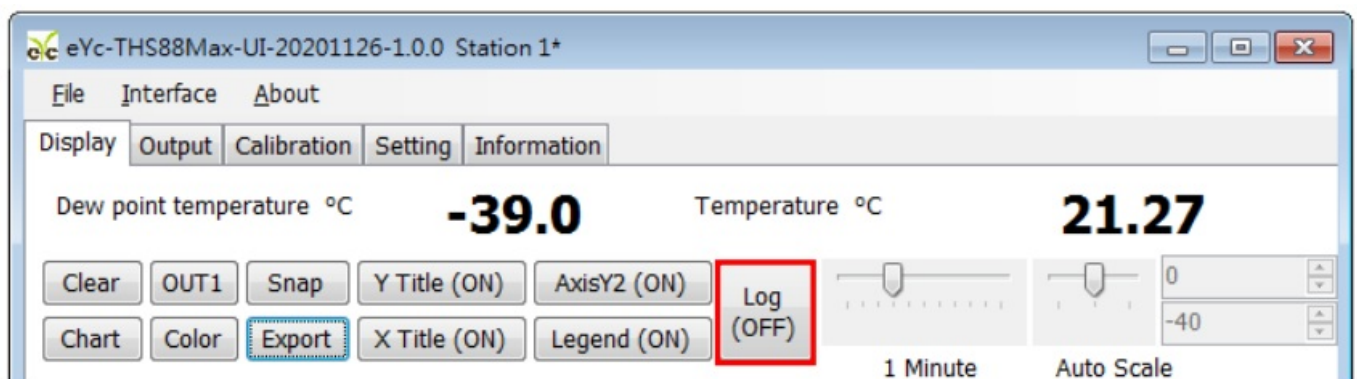 eYc eYc-THS88Max-UI-20201126-1.0.0 Station 1*
File Interface About
Display Output Calibration Setting Information
Dew point temperature °C -39.0 Temperature °C 21.27
Clear OUT1 Snap Y Title (ON) AxisY2 (ON) Log (OFF) 0
Chart Color Export X Title (ON) Legend (ON) -40
1 Minute Auto Scale